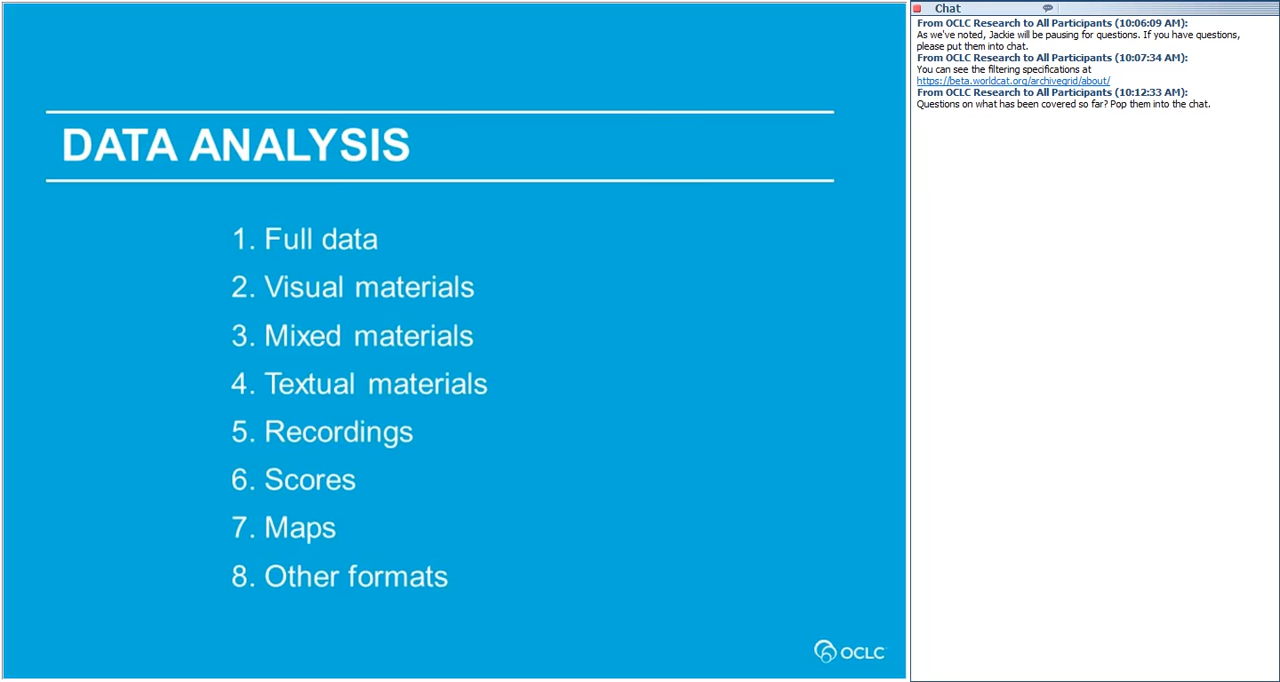 DATA ANALYSIS
1. Full data
2. Visual materials
3. Mixed materials
4. Textual materials
5. Recordings
6. Scores
7. Maps
8. Other formats
OCLC
Chat
From OCLC Research to All Participants (10:06:09 AM):
As we've noted, Jackie will be pausing for questions. If you have questions,
please put them into chat.
From OCLC Research to All Participants (10:07:34 AM):
You can see the filtering specifications at
https://beta.worldcat.org/archivegrid/about/
From OCLC Research to All Participants (10:12:33 AM):
Questions on what has been covered so far? Pop them into the chat.